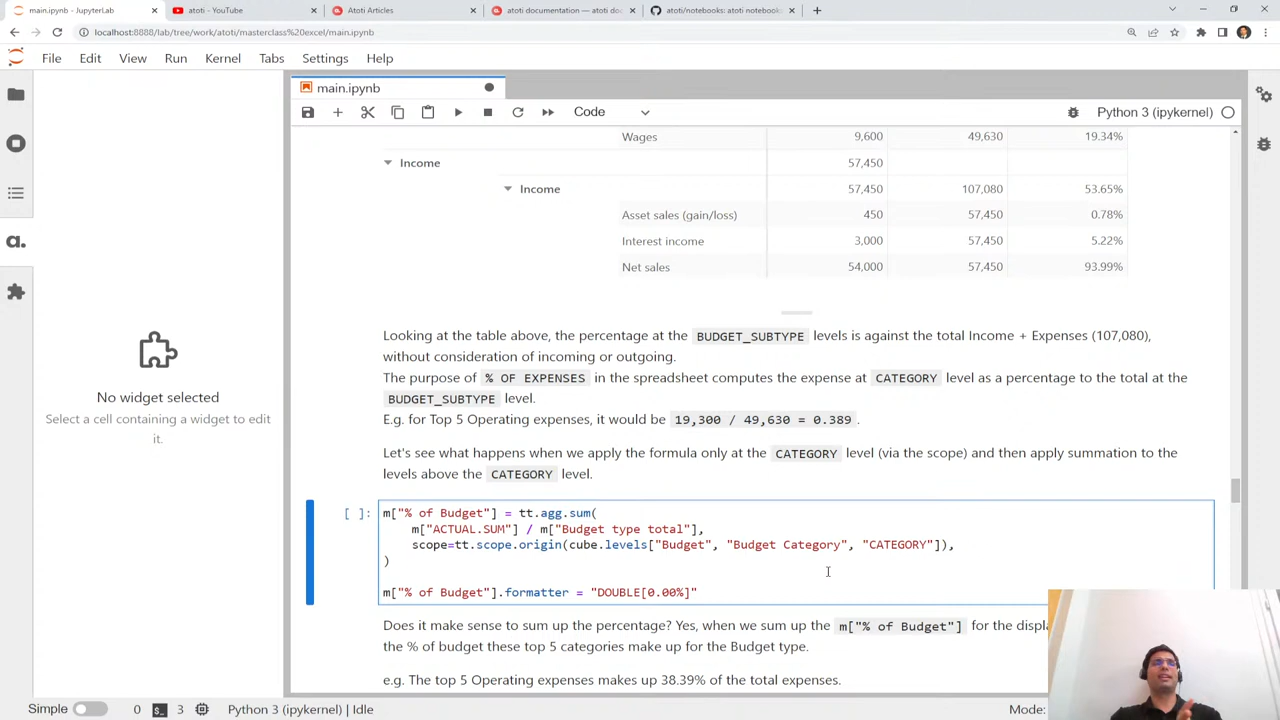 main.ipynb - JupyterLab
atoti - YouTube
Atoti Articles
atoti documentation — atoti do
atoti/notebooks: atoti notebooks
localhost:8888/lab/tree/work/atoti/masterclass%20excel/main.ipynb
File Edit View Run Kernel Tabs Settings Help
main.ipynb
Code
Python 3 (ipykernel)
Wages 9,600 49,630 19.34%
Income 57,450
Income 57,450 107,080 53.65%
Asset sales (gain/loss) 450 57,450 0.78%
Interest income 3,000 57,450 5.22%
Net sales 54,000 57,450 93.99%
a.
No widget selected
Select a cell containing a widget to edit
it.
Looking at the table above, the percentage at the BUDGET_SUBTYPE levels is against the total Income + Expenses (107,080),
without consideration of incoming or outgoing.
The purpose of % OF EXPENSES in the spreadsheet computes the expense at CATEGORY level as a percentage to the total at the
BUDGET_SUBTYPE level.
E.g. for Top 5 Operating expenses, it would be 19,300 / 49,630 = 0.389 .
Let's see what happens when we apply the formula only at the CATEGORY level (via the scope) and then apply summation to the
levels above the CATEGORY level.
[ ]:
m["% of Budget"] = tt.agg.sum(
m["ACTUAL.SUM"] / m["Budget type total"],
scope=tt.scope.origin(cube.levels["Budget", "Budget Category", "CATEGORY"]),
)
m["% of Budget"].formatter = "DOUBLE[0.00%]"
Does it make sense to sum up the percentage? Yes, when we sum up the m["% of Budget"] for the
the % of budget these top 5 categories make up for the Budget type.
e.g. The top 5 Operating expenses makes up 38.39% of the total expenses.
Simple 0 3 Python 3 (ipykernel) | Idle
Mode: